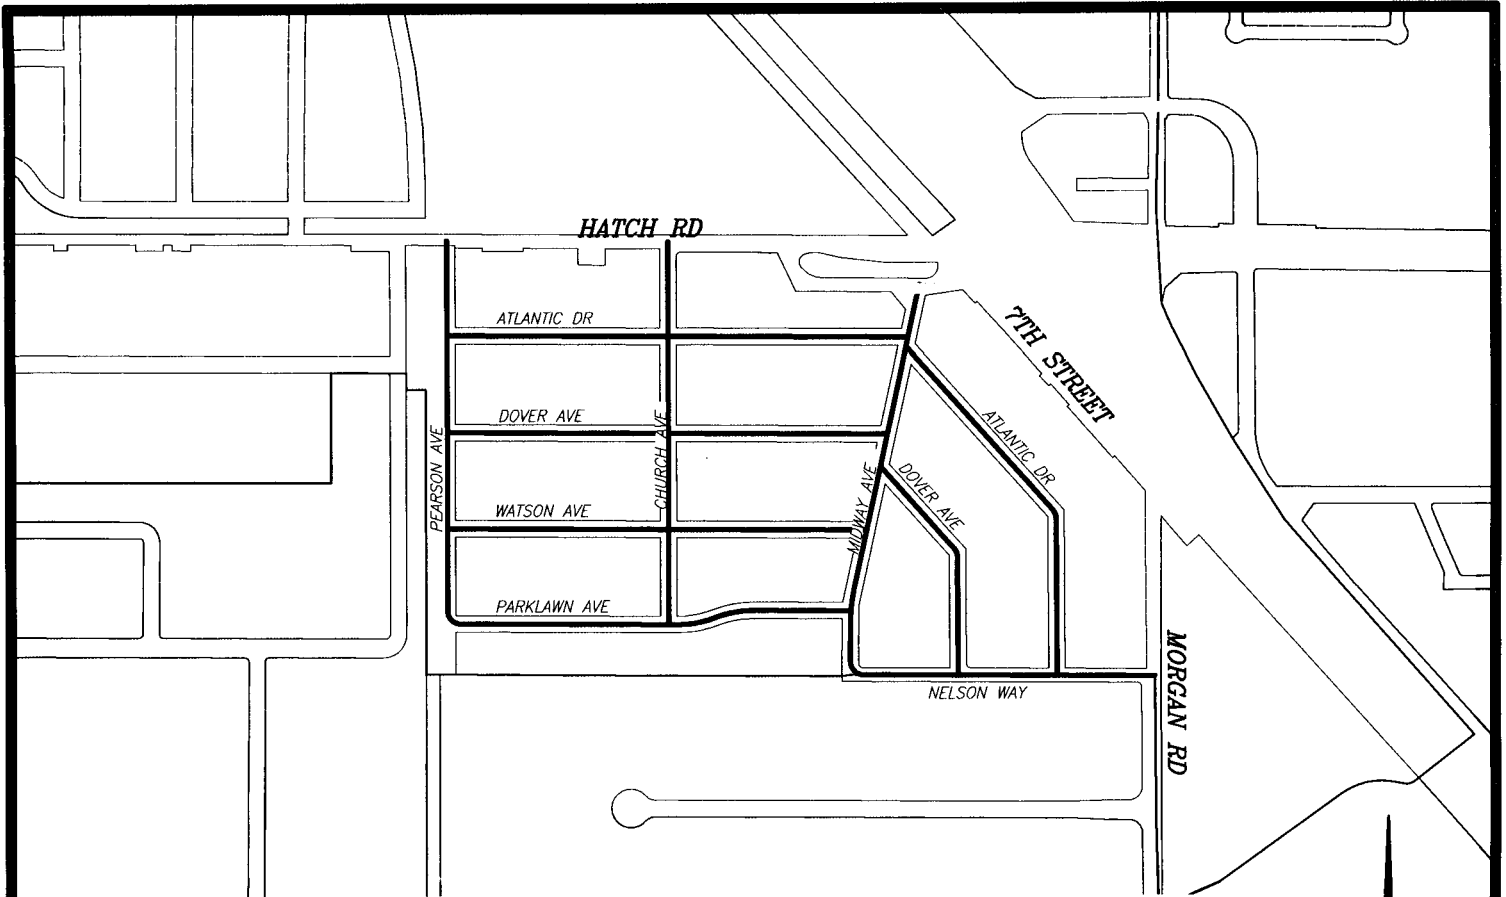 HATCH RD
ATLANTIC DR
7TH STREET
DOVER AVE
CHURCH AVE
ATLANTIC DR
PEARSON AVE
DOVER AVE
WATSON AVE
MIDWAY AVE
PARKLAWN AVE
NELSON WAY
MORGAN RD